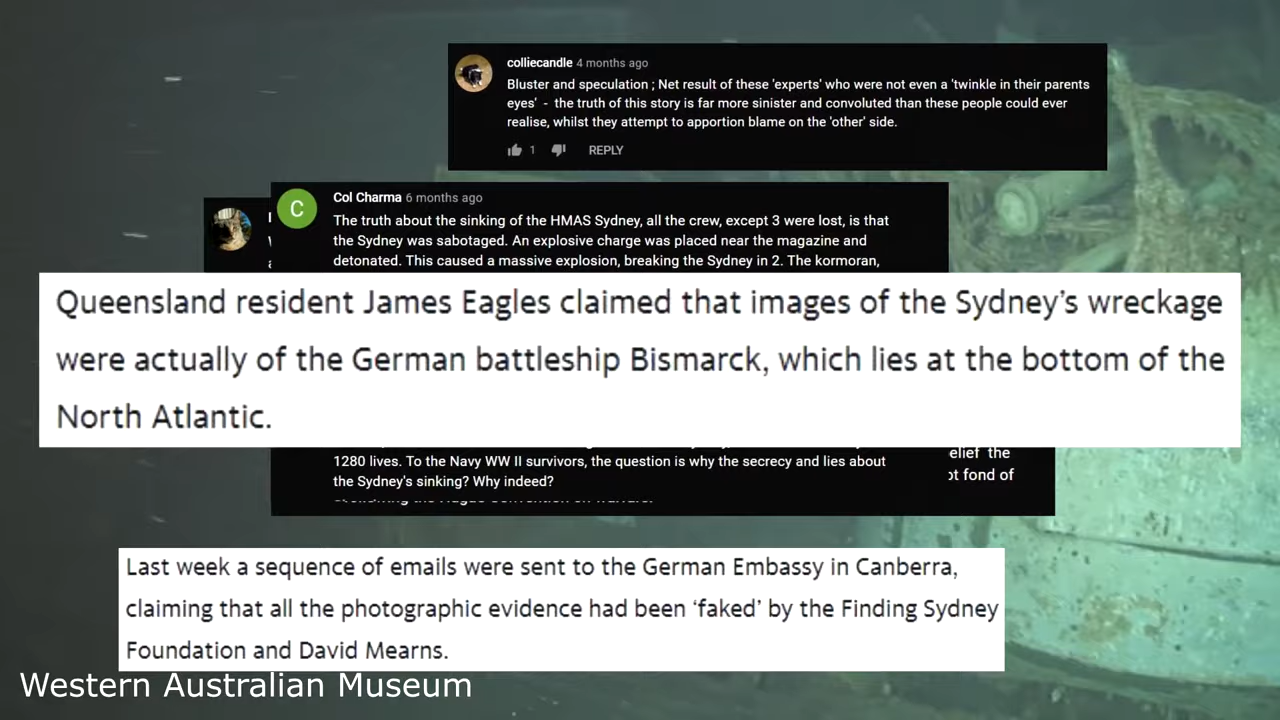 colliecandle 4 months ago
Bluster and speculation ; Net result of these 'experts' who were not even a 'twinkle in their parents
eyes' - the truth of this story is far more sinister and convoluted than these people could ever
realise, whilst they attempt to apportion blame on the 'other' side.
1 REPLY
C
Col Charma 6 months ago
The truth about the sinking of the HMAS Sydney, all the crew, except 3 were lost, is that
the Sydney was sabotaged. An explosive charge was placed near the magazine and
detonated. This caused a massive explosion, breaking the Sydney in 2. The kormoran,
Queensland resident James Eagles claimed that images of the Sydney's wreckage
were actually of the German battleship Bismarck, which lies at the bottom of the
North Atlantic.
the
1280 lives. To the Navy WW II survivors, the question is why the secrecy and lies about
of
the Sydney's sinking? Why indeed?
Last week a sequence of emails were sent to the German Embassy in Canberra,
claiming that all the photographic evidence had been 'faked' by the Finding Sydney
Foundation and David Mearns.
Western Australian Museum